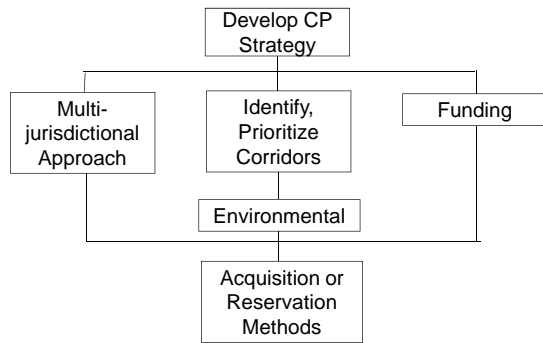 Develop CP
Strategy
Multi-
jurisdictional
Approach
Identify,
Prioritize
Corridors
Funding
Environmental
Acquisition or
Reservation
Methods